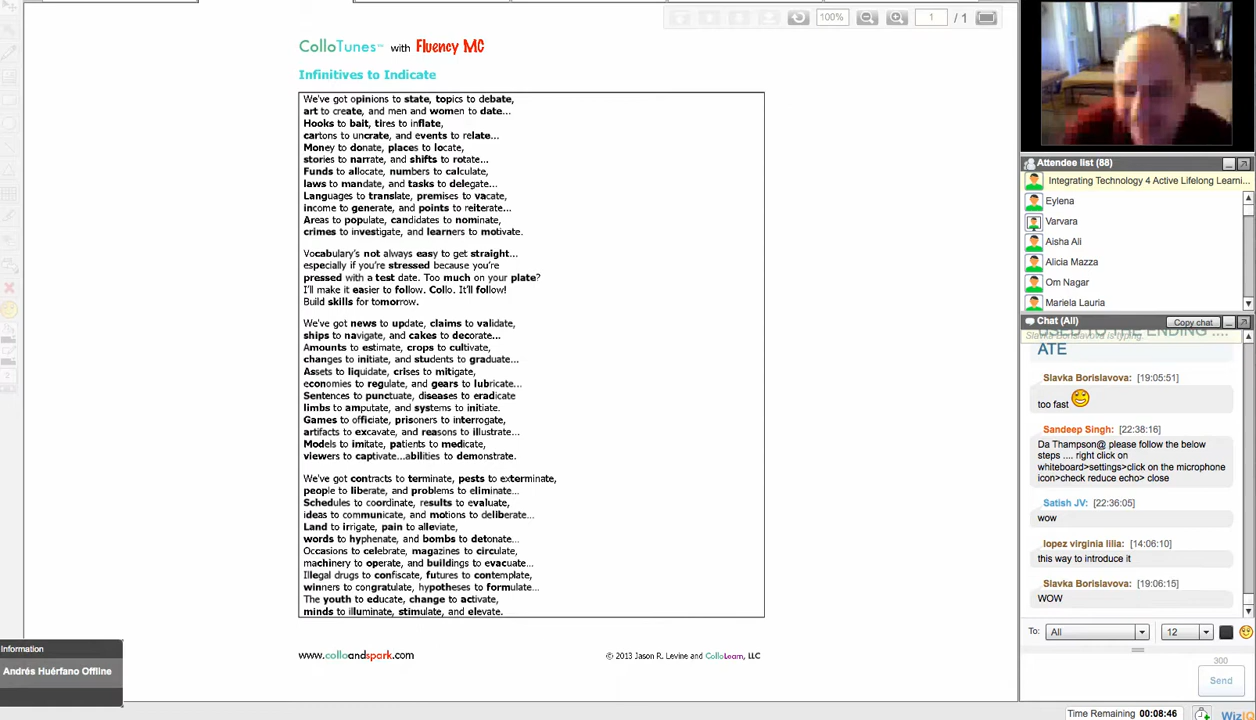 100%
1
/ 1
ColloTunes™ with Fluency MC
Infinitives to Indicate
We've got opinions to state, topics to debate,
art to create, and men and women to date...
Hooks to bait, tires to inflate,
cartons to uncrate, and events to relate...
Money to donate, places to locate,
stories to narrate, and shifts to rotate...
Funds to allocate, numbers to calculate,
laws to mandate, and tasks to delegate...
Languages to translate, premises to vacate,
income to generate, and points to reiterate...
Areas to populate, candidates to nominate,
crimes to investigate, and learners to motivate.
Vocabulary's not always easy to get straight...
especially if you're stressed because you're
pressed with a test date. Too much on your plate?
I'll make it easier to follow. Collo. It'll follow!
Build skills for tomorrow.
We've got news to update, claims to validate,
ships to navigate, and cakes to decorate...
Amounts to estimate, crops to cultivate,
changes to initiate, and students to graduate...
Assets to liquidate, crises to mitigate,
economies to regulate, and gears to lubricate...
Sentences to punctuate, diseases to eradicate
limbs to amputate, and systems to initiate.
Games to officiate, prisoners to interrogate,
artifacts to excavate, and reasons to illustrate...
Models to imitate, patients to medicate,
viewers to captivate...abilities to demonstrate.
We've got contracts to terminate, pests to exterminate,
people to liberate, and problems to eliminate...
Schedules to coordinate, results to evaluate,
ideas to communicate, and motions to deliberate...
Land to irrigate, pain to alleviate,
words to hyphenate, and bombs to detonate...
Occasions to celebrate, magazines to circulate,
machinery to operate, and buildings to evacuate...
Illegal drugs to confiscate, futures to contemplate,
winners to congratulate, hypotheses to formulate...
The youth to educate, change to activate,
minds to illuminate, stimulate, and elevate.
www.colloandspark.com
© 2013 Jason R. Levine and ColloLearn, LLC
Information
Andrés Huérfano Offline
Attendee list (88)
Integrating Technology 4 Active Lifelong Learni...
Eylena
Varvara
Aisha Ali
Alicia Mazza
Om Nagar
Mariela Lauria
Chat (All)
Copy chat
Slavka Borislavova is typing.
USED TO THE ENDING ....
ATE
Slavka Borislavova: [19:05:51]
too fast
Sandeep Singh: [22:38:16]
Da Thampson@ please follow the below
steps .... right click on
whiteboard>settings>click on the microphone
icon>check reduce echo> close
Satish JV: [22:36:05]
wow
lopez virginia lilia: [14:06:10]
this way to introduce it
Slavka Borislavova: [19:06:15]
WOW
To:
All
12
300
Send
Time Remaining 00:08:46
WizIQ